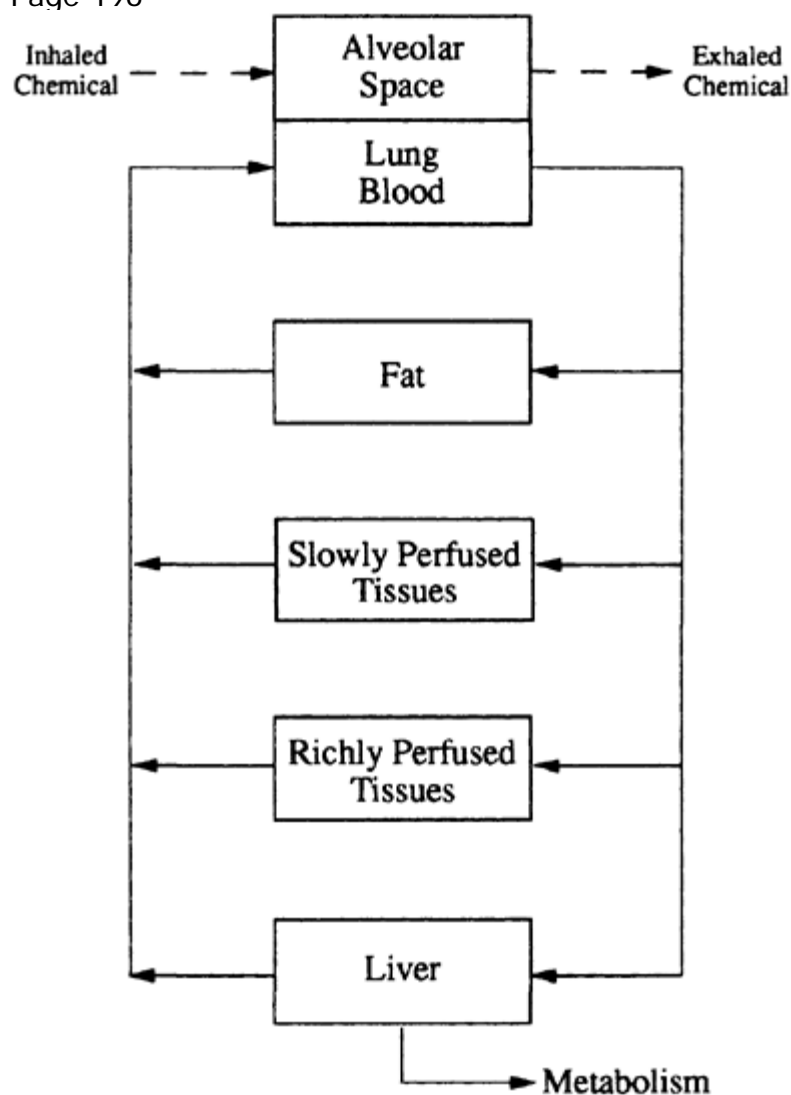 Inhaled
Chemical
Alveolar
Space
Exhaled
Chemical
Lung
Blood
Fat
Slowly Perfused
Tissues
Richly Perfused
Tissues
Liver
Metabolism